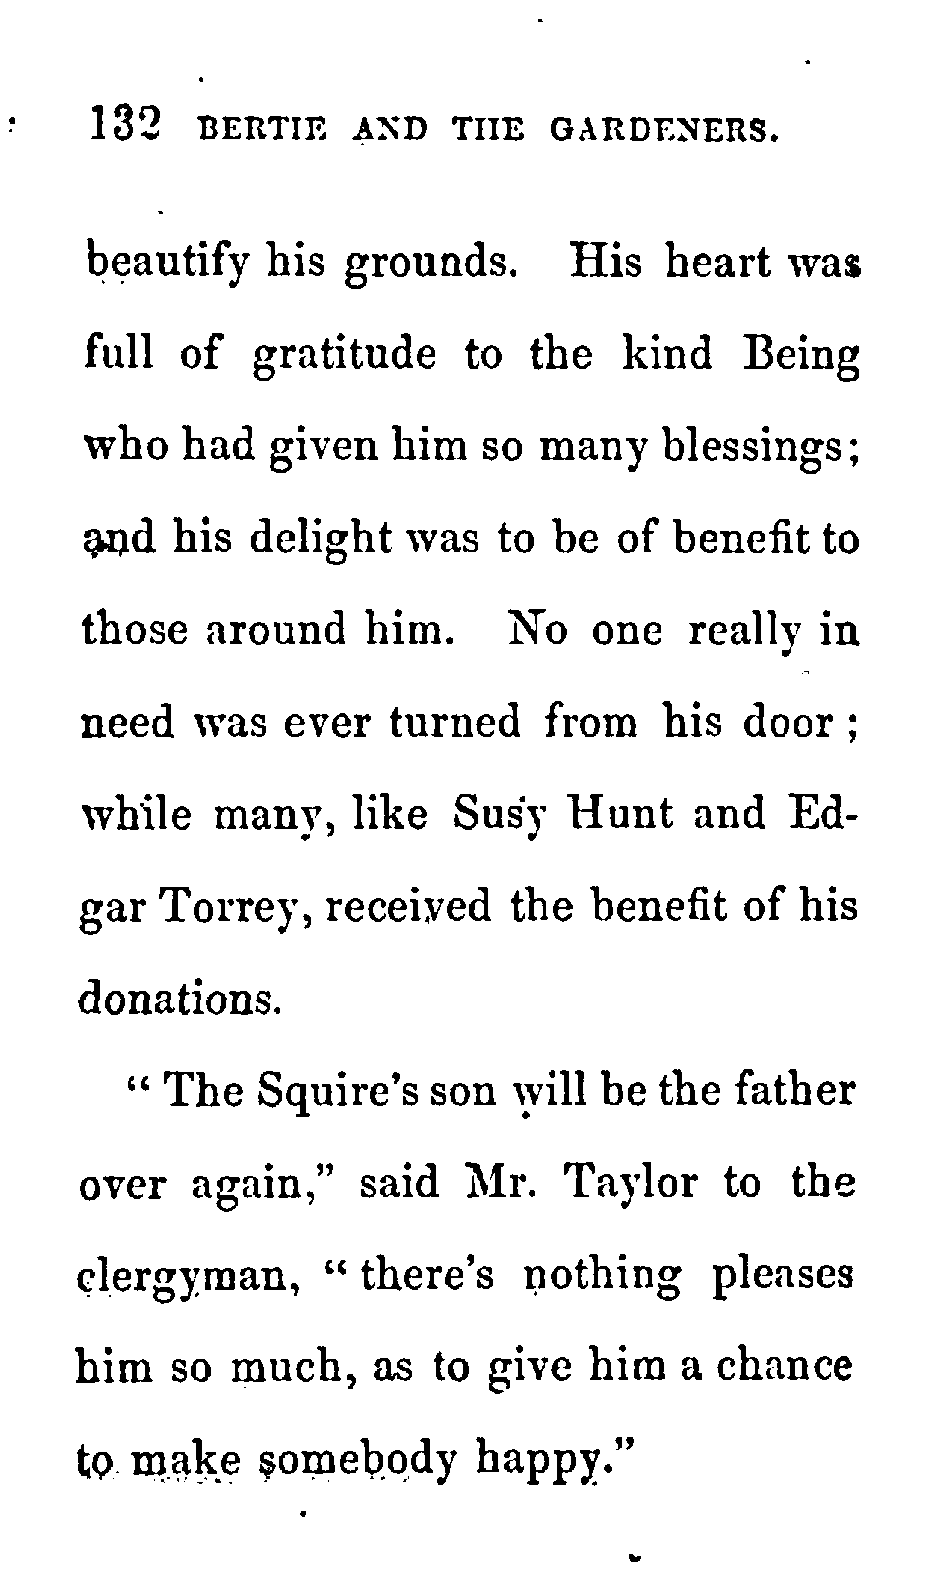 132 BERTIE AND THE GARDENERS.
beautify his grounds. His heart was
full of gratitude to the kind Being
who had given him so many blessings;
and his delight was to be of benefit to
those around him. No one really in
need was ever turned from his door;
while many, like Susy Hunt and Ed-
gar Torrey, received the benefit of his
donations.
“The Squire’s son will be the father
over again,” said Mr. Taylor to the
clergyman, “there’s nothing pleases
him so much, as to give him a chance
to make somebody happy.”